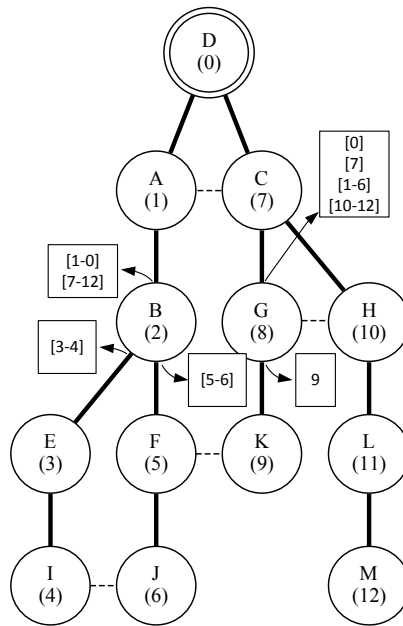 D
(0)
[0]
[7]
[1-6]
[10-12]
A
(1)
C
(7)
[1-0]
[7-12]
B
(2)
G
(8)
H
(10)
[3-4]
[5-6]
9
E
(3)
F
(5)
K
(9)
L
(11)
I
(4)
J
(6)
M
(12)